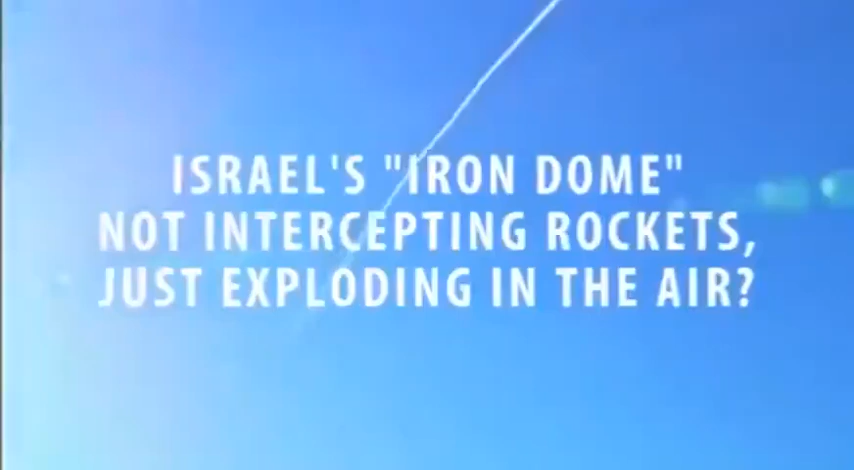 ISRAEL'S "IRON DOME"
NOT INTERCEPTING ROCKETS,
JUST EXPLODING IN THE AIR?